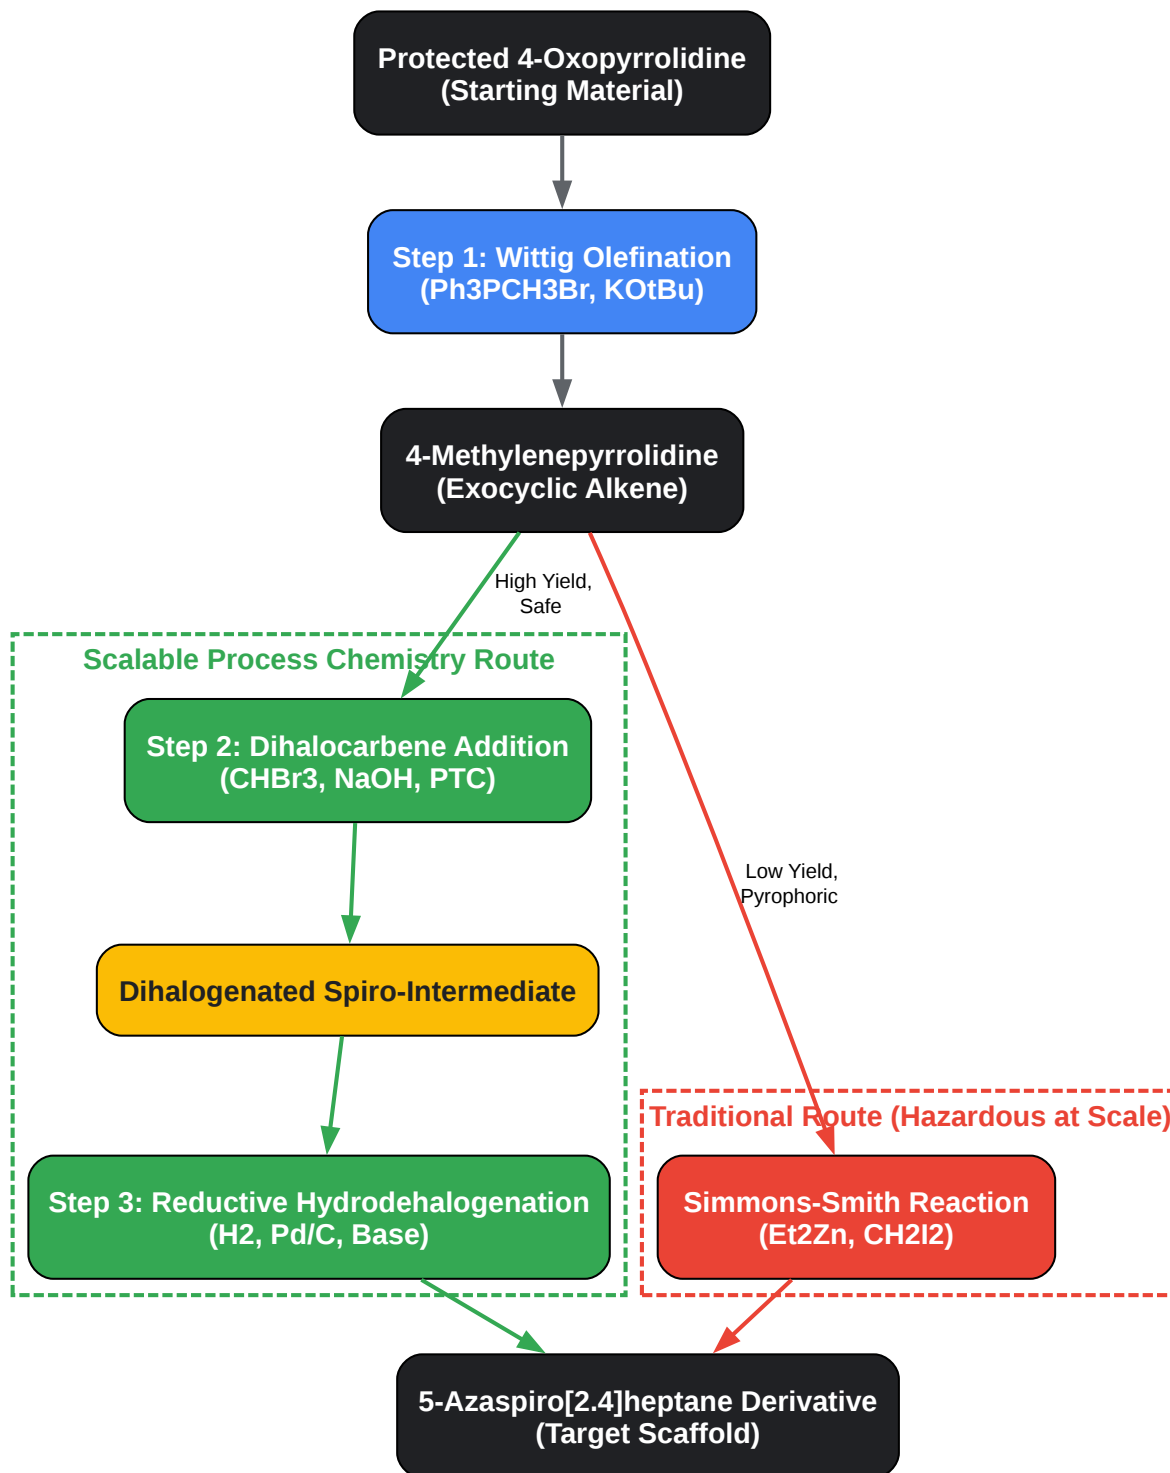 Protected 4-Oxopyrrolidine
(Starting Material)
Step 1: Wittig Olefination
(Ph3PCH3Br, KOtBu)
4-Methylenepyrrolidine
(Exocyclic Alkene)
High Yield,
Safe
Scalable Process Chemistry Route
Step 2: Dihalocarbene Addition
(CHBr3, NaOH, PTC)
Low Yield,
Pyrophoric
Dihalogenated Spiro-Intermediate
Traditional Route (Hazardous at Scale)
Step 3: Reductive Hydrodehalogenation
(H2, Pd/C, Base)
Simmons-Smith Reaction
(Et2Zn, CH2I2)
5-Azaspiro[2.4]heptane Derivative
(Target Scaffold)